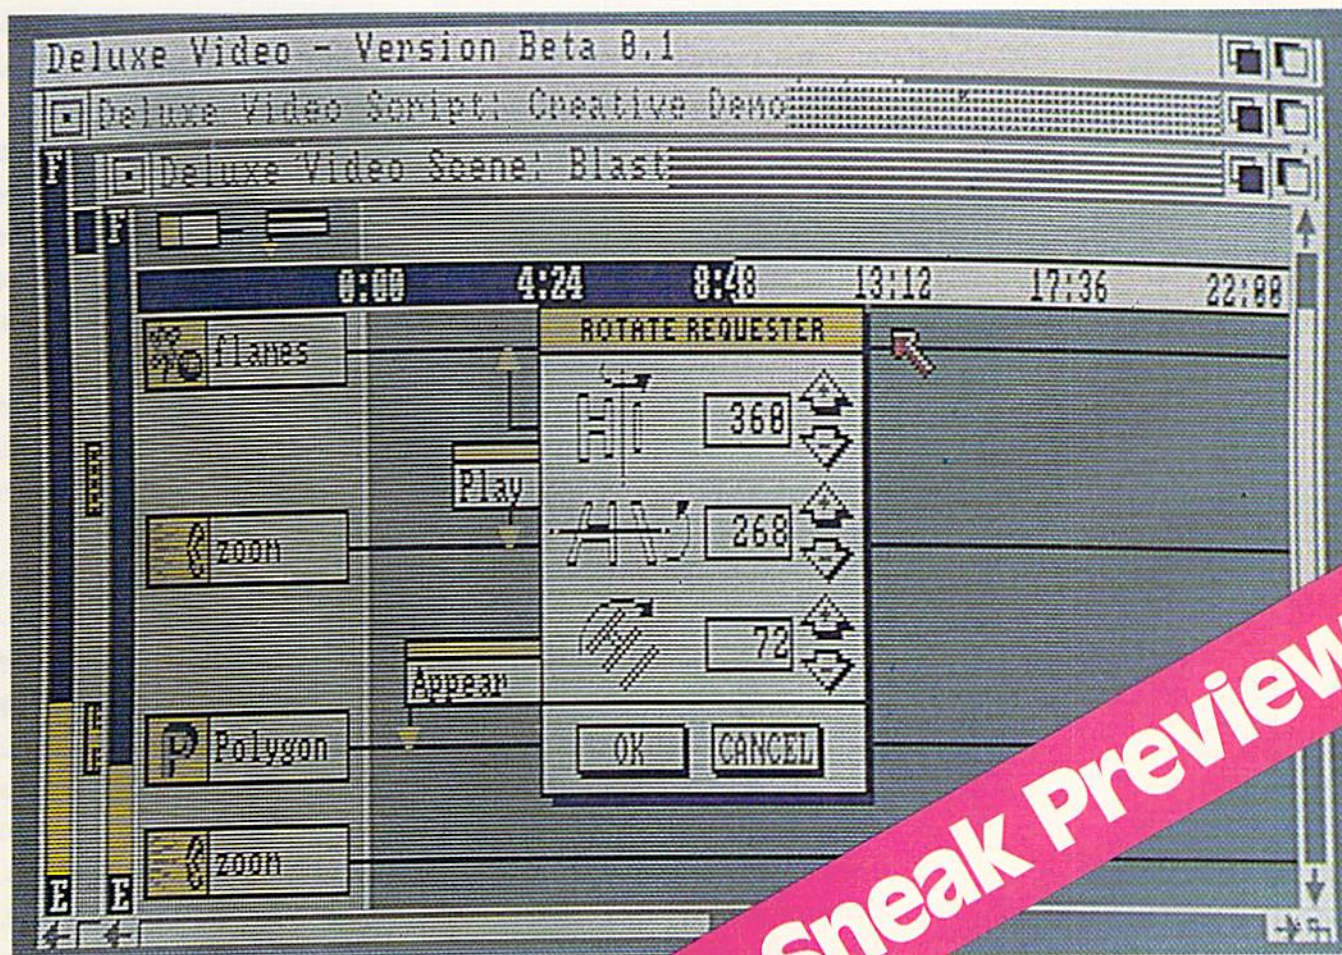 Deluxe Video - Version Beta 0.1
Deluxe Video Script: Creative Demo
Deluxe Video Scene: Blast
F
F
0:00 4:24 8:48 13:12 17:36 22:00
flames
ROTATE REQUESTER
360
Play
268
zoom
72
Appear
P Polygon
OK CANCEL
zoom
E
E
Sneak Preview